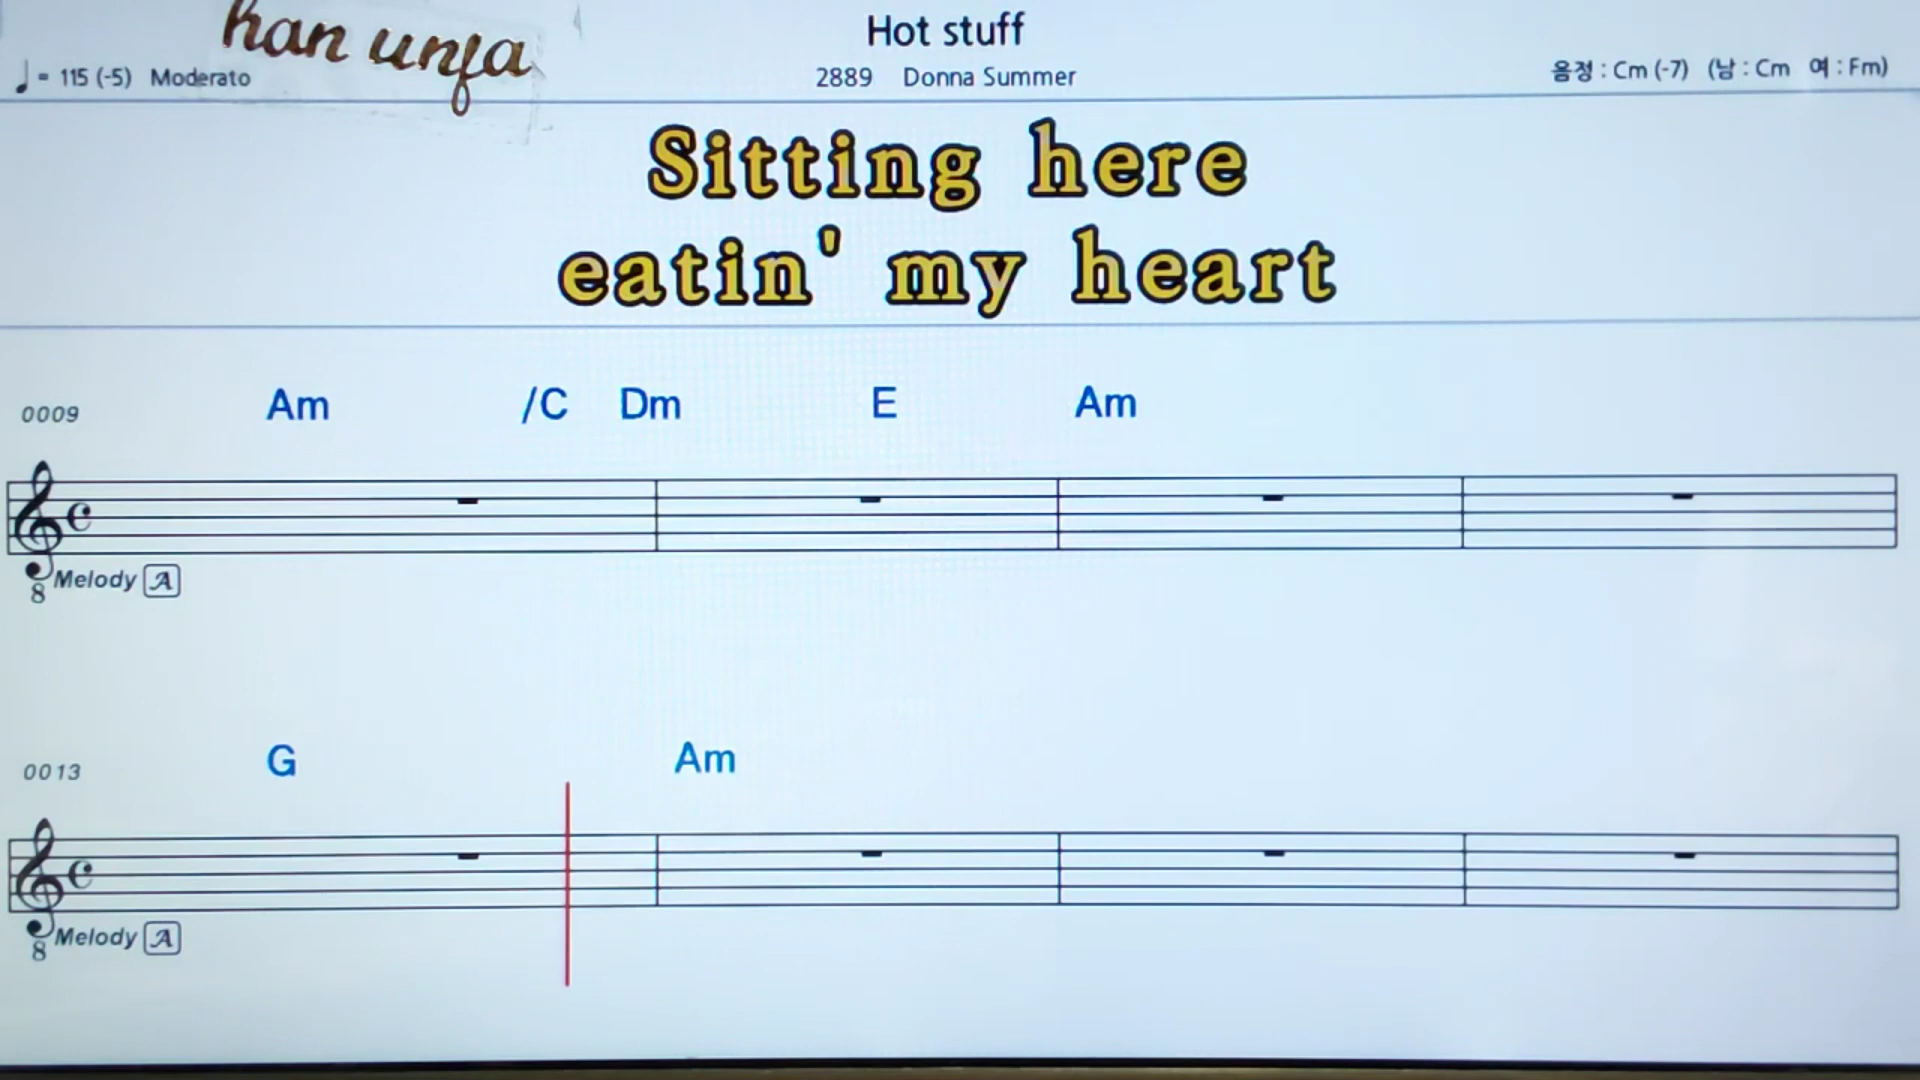 han unja
Hot stuff
♩= 115 (-5) Moderato
2889 Donna Summer
음정 : Cm (-7) (남 : Cm 여 : Fm)
Sitting here
eatin' my heart
0009 Am /C Dm E Am
8 Melody A
0013 G Am
8 Melody A